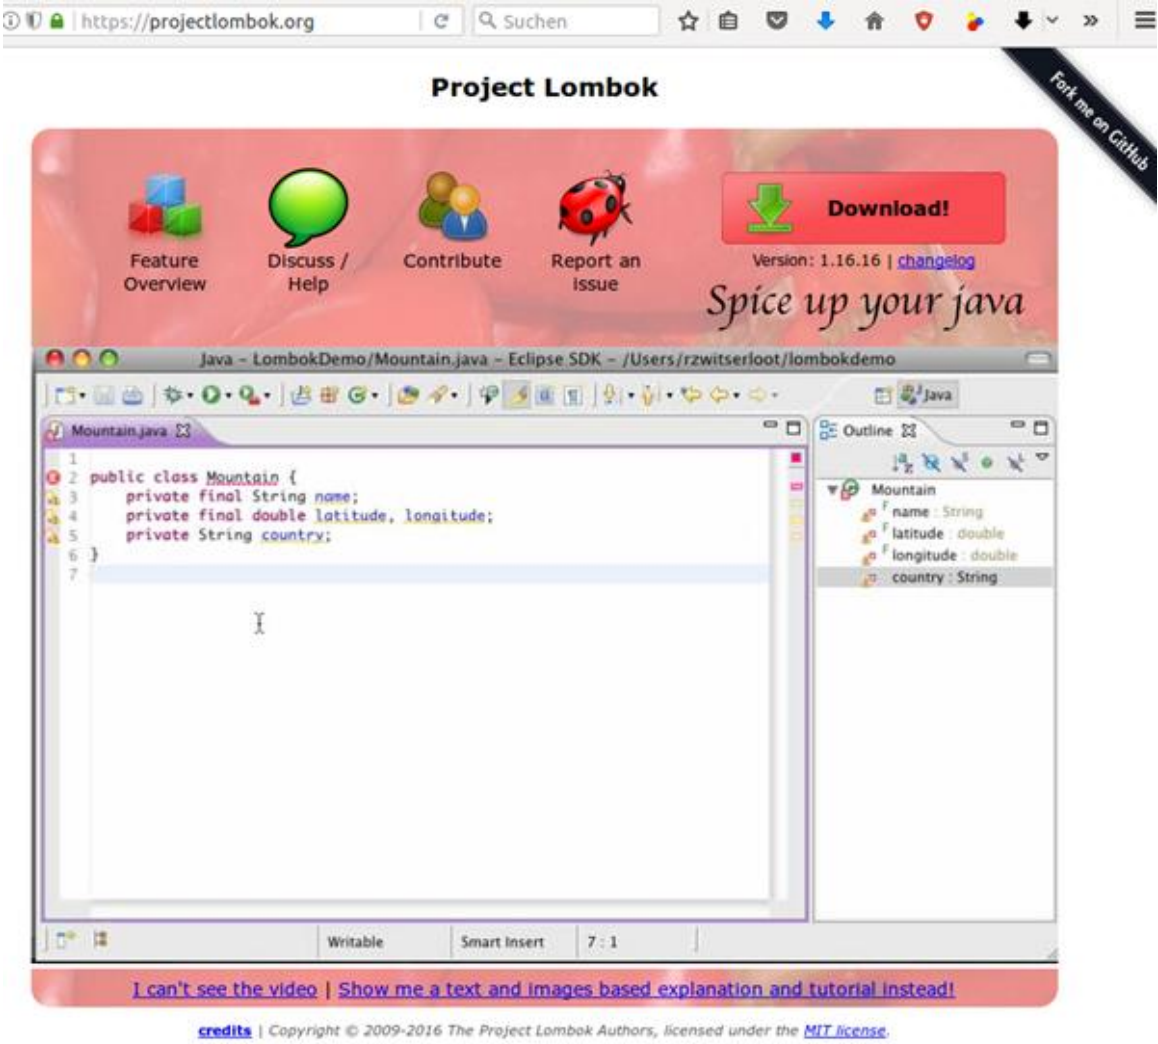 https://projectlombok.org
Suchen
Project Lombok
Fork me on GitHub
Feature Overview
Discuss / Help
Contribute
Report an issue
Download!
Version: 1.16.16 | changelog
Spice up your java
Java – LombokDemo/Mountain.java – Eclipse SDK – /Users/rzwitserloot/lombokdemo
Java
Mountain.java
Outline
1
2 public class Mountain {
3 private final String name;
4 private final double latitude, longitude;
5 private String country;
6 }
7
Mountain
name : String
latitude : double
longitude : double
country : String
Writable
Smart Insert
7 : 1
I can't see the video | Show me a text and images based explanation and tutorial instead!
credits | Copyright © 2009-2016 The Project Lombok Authors, licensed under the MIT license.